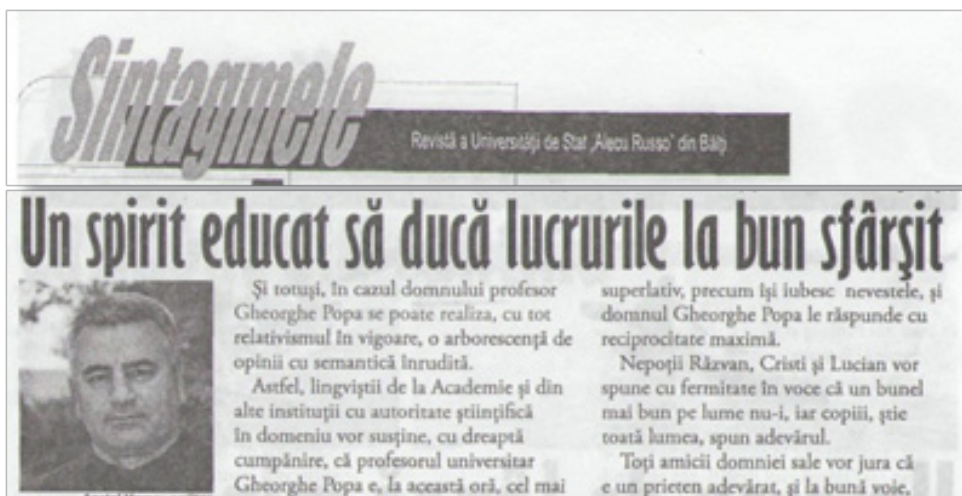 Sintagmele
Revistă a Universităţii de Stat „Alecu Russo" din Bălţi
Un spirit educat să ducă lucrurile la bun sfârşit
Şi totuşi, în cazul domnului profesor
Gheorghe Popa se poate realiza, cu tot
relativismul în vigoare, o arborescenţă de
opinii cu semantică înrudită.
Astfel, lingviştii de la Academie şi din
alte instituţii cu autoritate ştiinţifică
în domeniu vor susţine, cu dreaptă
cumpănire, că profesorul universitar
Gheorghe Popa e, la această oră, cel mai
superlativ, precum îşi iubesc nevestele, şi
domnul Gheorghe Popa le răspunde cu
reciprocitate maximă.
Nepoţii Răzvan, Cristi şi Lucian vor
spune cu fermitate în voce că un bunel
mai bun pe lume nu-i, iar copiii, ştie
toată lumea, spun adevărul.
Toţi amicii domniei sale vor jura că
e un prieten adevărat, şi la bună voie,